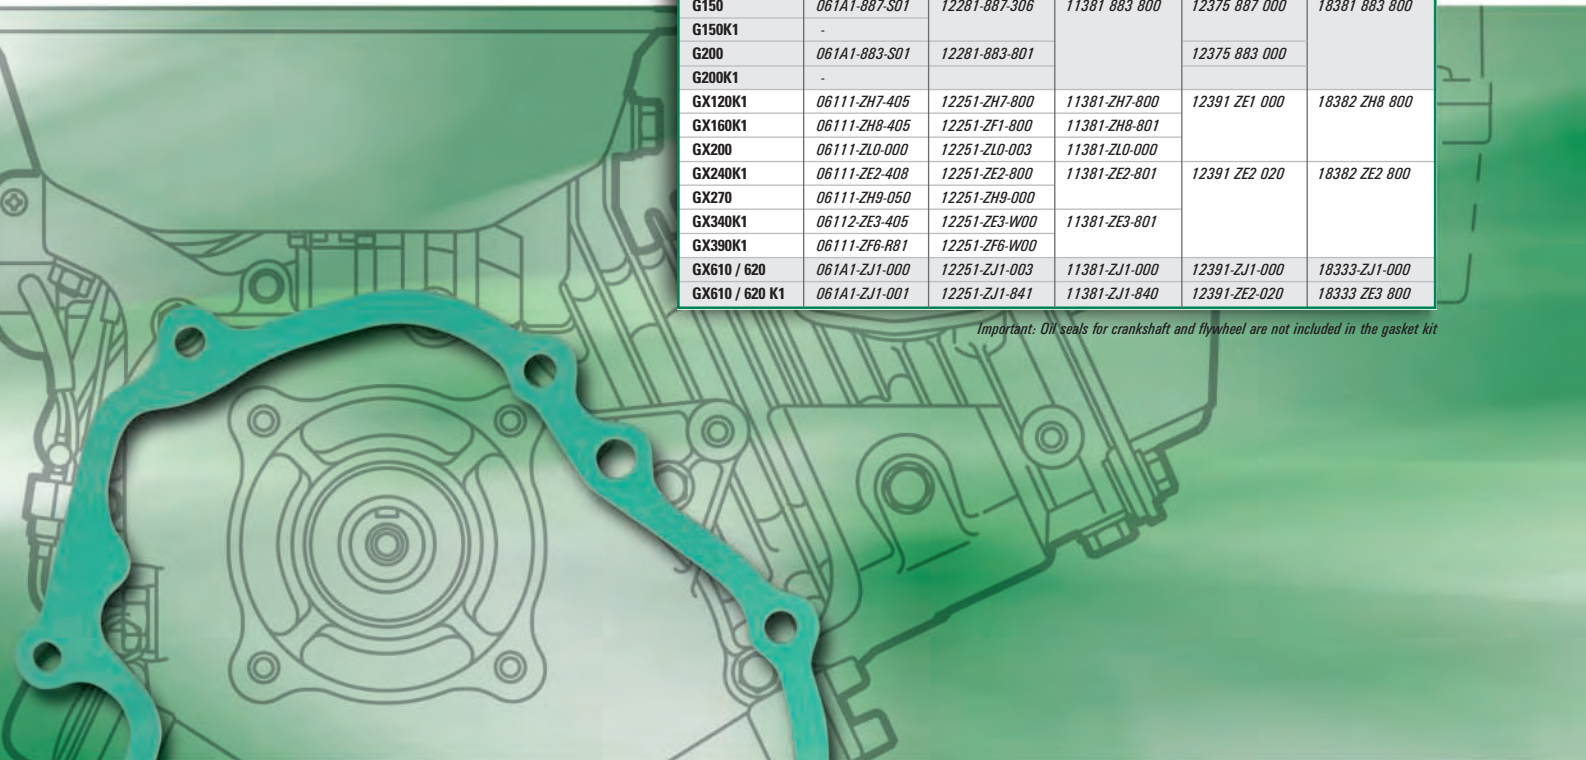 G150 061A1-887-S01 12281-887-306 11381 883 800 12375 887 000 18381 883 800
G150K1 -
G200 061A1-883-S01 12281-883-801 12375 883 000
G200K1 -
GX120K1 06111-ZH7-405 12251-ZH7-800 11381-ZH7-800 12391 ZE1 000 18382 ZH8 800
GX160K1 06111-ZH8-405 12251-ZF1-800 11381-ZH8-801
GX200 06111-ZL0-000 12251-ZL0-003 11381-ZL0-000
GX240K1 06111-ZE2-408 12251-ZE2-800 11381-ZE2-801 12391 ZE2 020 18382 ZE2 800
GX270 06111-ZH9-050 12251-ZH9-000
GX340K1 06112-ZE3-405 12251-ZE3-W00 11381-ZE3-801
GX390K1 06111-ZF6-R81 12251-ZF6-W00
GX610 / 620 061A1-ZJ1-000 12251-ZJ1-003 11381-ZJ1-000 12391-ZJ1-000 18333-ZJ1-000
GX610 / 620 K1 061A1-ZJ1-001 12251-ZJ1-841 11381-ZJ1-840 12391-ZE2-020 18333 ZE3 800
Important: Oil seals for crankshaft and flywheel are not included in the gasket kit